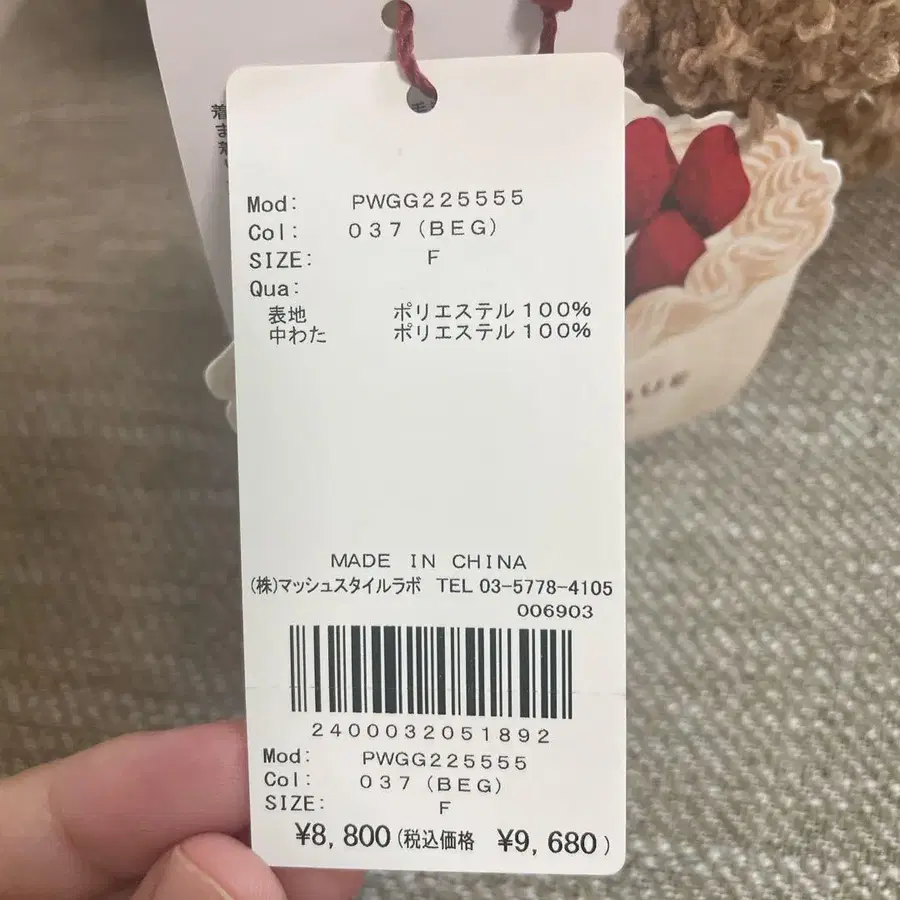 Mod: PWGG225555
Col: 037 (BEG)
SIZE: F
Qua:
表地 ポリエステル100%
中わた ポリエステル100%
MADE IN CHINA
(株)マッシュスタイルラボ TEL 03-5778-4105
006903
2400032051892
Mod: PWGG225555
Col: 037 (BEG)
SIZE: F
¥8,800(税込価格 ¥9,680)